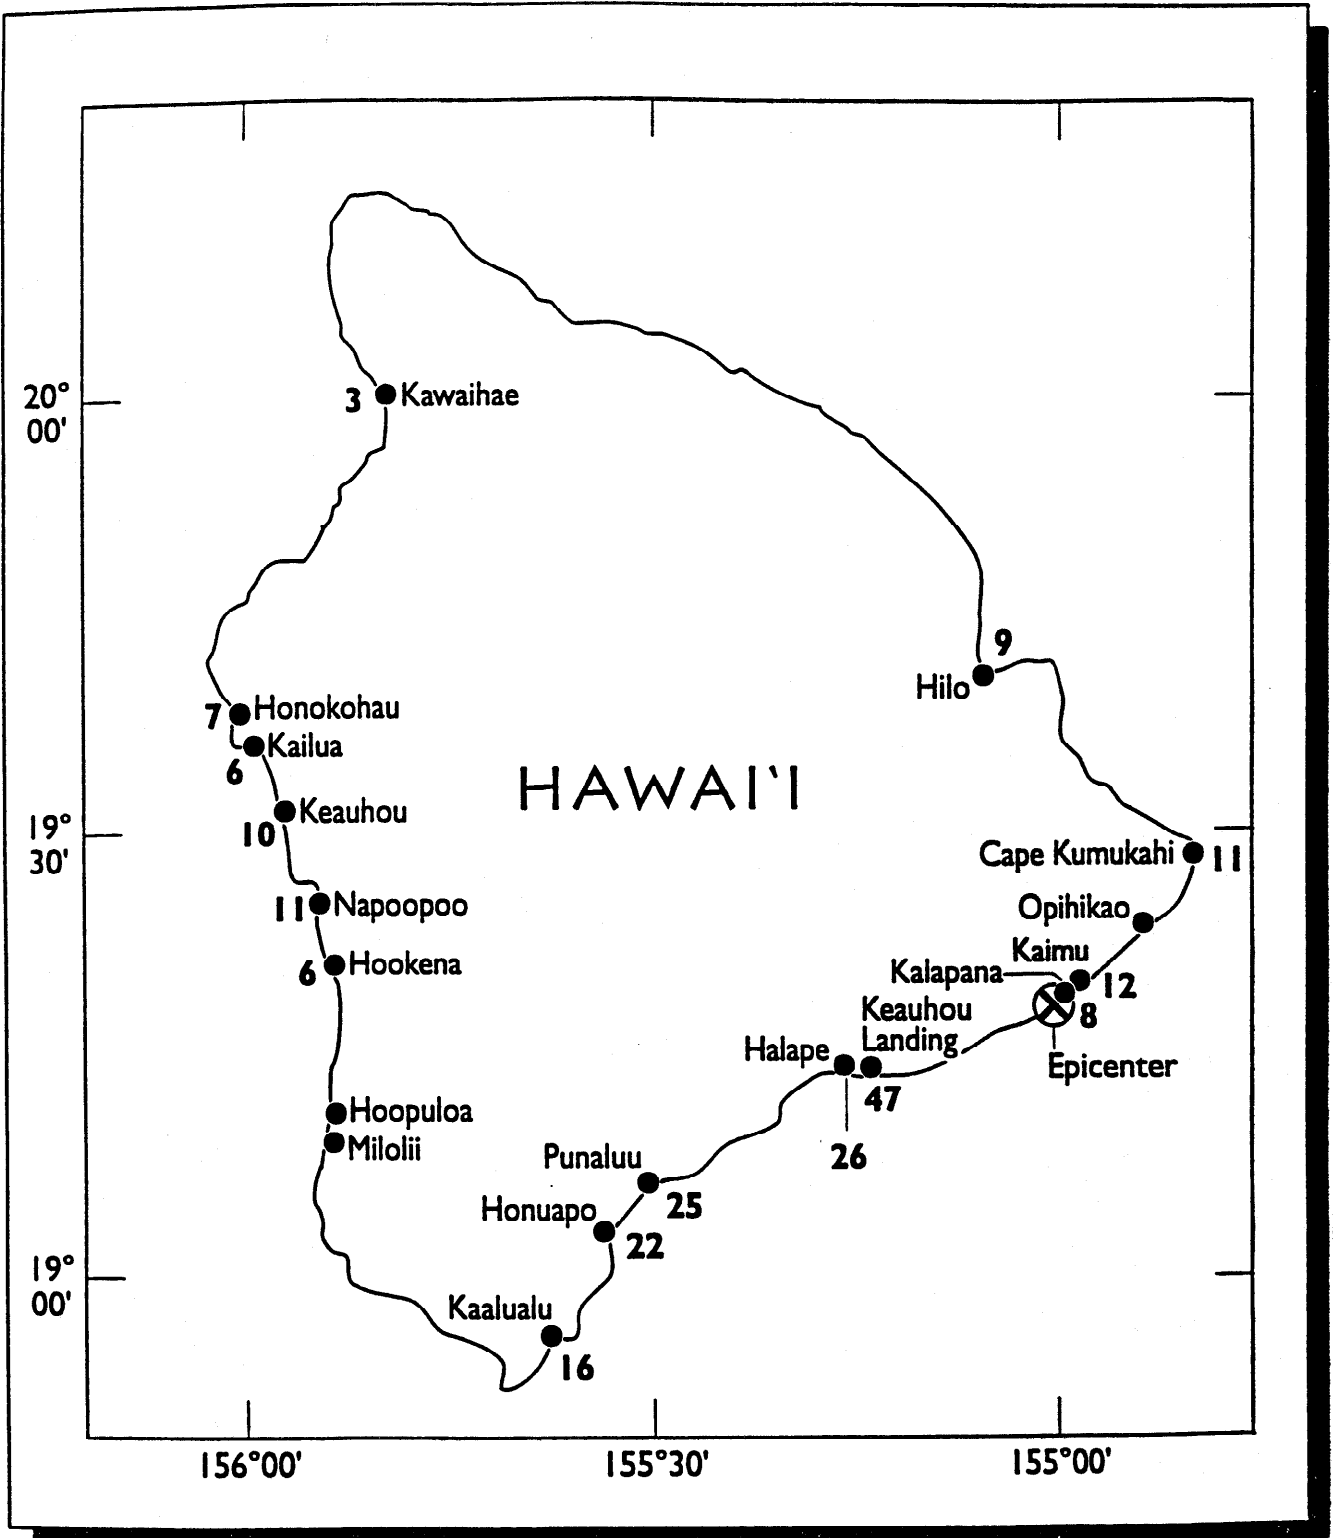 20°
00'
3
Kawaihae
9
Hilo
7
Honokohau
6
Kailua
HAWAI'I
19°
30'
10
Keauhou
Cape Kumukahi
11
11
Napoopoo
Opihikao
6
Hookena
Kaimu
Kalapana
12
Keauhou
Landing
8
Halape
Epicenter
47
Hoopuloa
Milolii
26
Punaluu
25
Honuapo
22
19°
00'
Kaalualu
16
156°00'
155°30'
155°00'